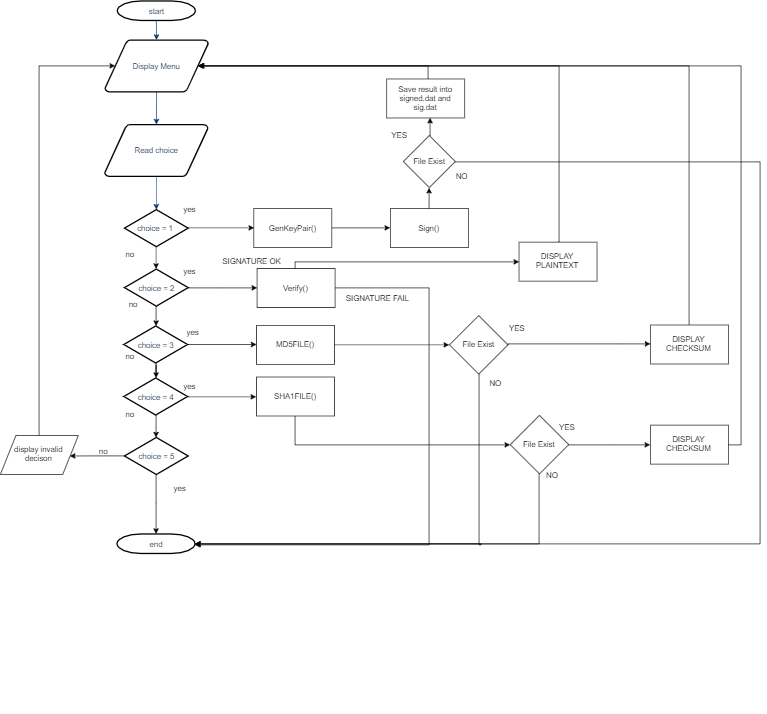 start
Display Menu
Save result into
signed.dat and
sig.dat
YES
Read choice
File Exist
NO
yes
choice = 1
GenKeyPair()
Sign()
no
SIGNATURE OK
DISPLAY
PLAINTEXT
yes
choice = 2
Verify()
SIGNATURE FAIL
no
yes
choice = 3
MD5FILE()
File Exist
YES
DISPLAY
CHECKSUM
no
NO
yes
choice = 4
SHA1FILE()
no
YES
display invalid
decison
no
choice = 5
File Exist
DISPLAY
CHECKSUM
NO
yes
end